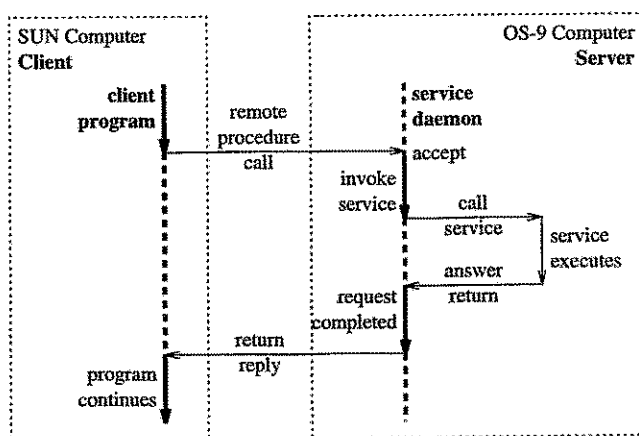 SUN Computer
Client
OS-9 Computer
Server
client
program
remote
procedure
call
service
daemon
accept
invoke
service
call
service
service
executes
answer
return
request
completed
return
reply
program
continues